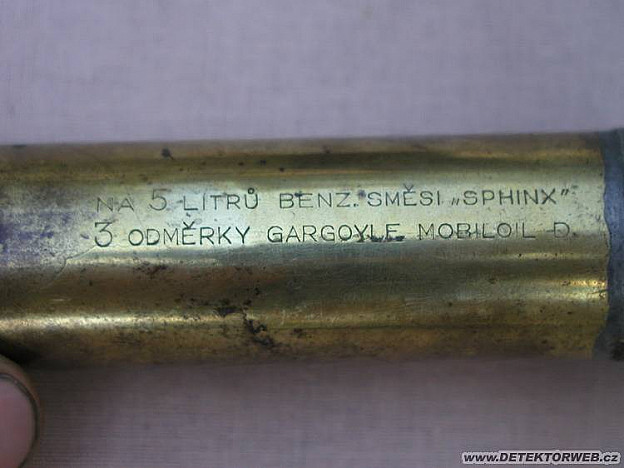 NA 5 LITRŮ BENZ. SMĚSI „SPHINX”
3 ODMĚRKY GARGOYLE MOBILOIL D.
www.DETEKTORWEB.cz